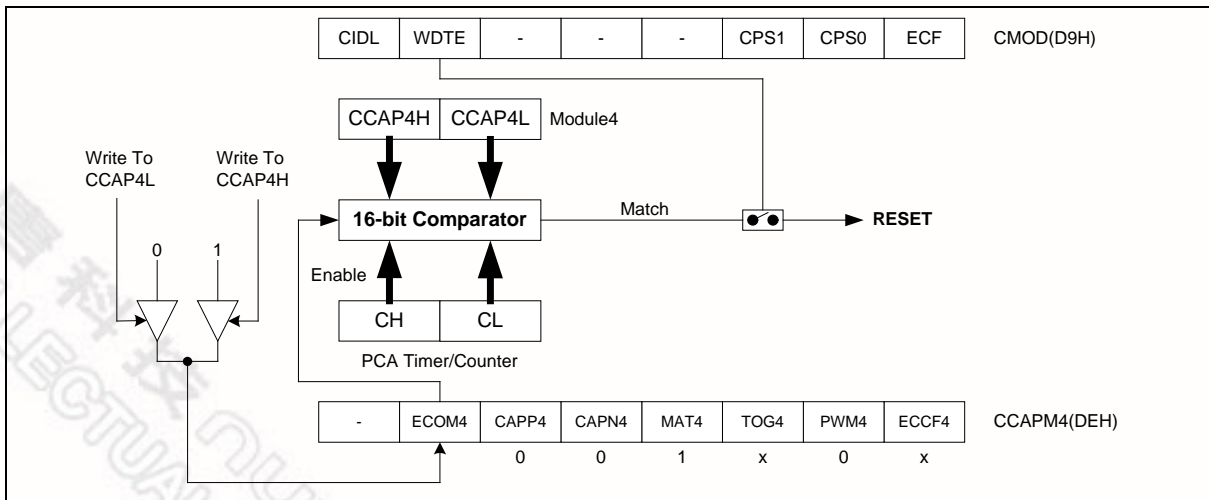 CIDL WDTE - - - CPS1 CPS0 ECF CMOD(D9H)
CCAP4H CCAP4L Module4
Write To CCAP4L
Write To CCAP4H
16-bit Comparator
Match
RESET
0 1
Enable
CH CL
PCA Timer/Counter
- ECOM4 CAPP4 CAPN4 MAT4 TOG4 PWM4 ECCF4 CCAPM4(DEH)
0 0 1 x 0 x
科技